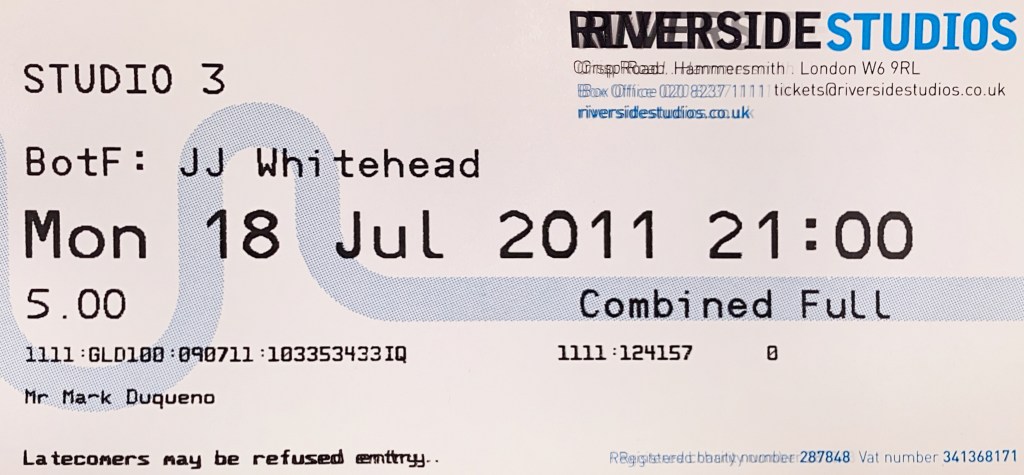 RIVERSIDESTUDIOS
Crisp Road. Hammersmith. London W6 9RL
Box Office 020 8237 1111 tickets@riversidestudios.co.uk
riversidestudios.co.uk
STUDIO 3
BotF: JJ Whitehead
Mon 18 Jul 2011 21:00
5.00 Combined Full
1111:GLD100:090711:103353433IQ 1111:124157 0
Mr Mark Duqueno
Latecomers may be refused entry.
Registered charity number 287848 Vat number 341368171